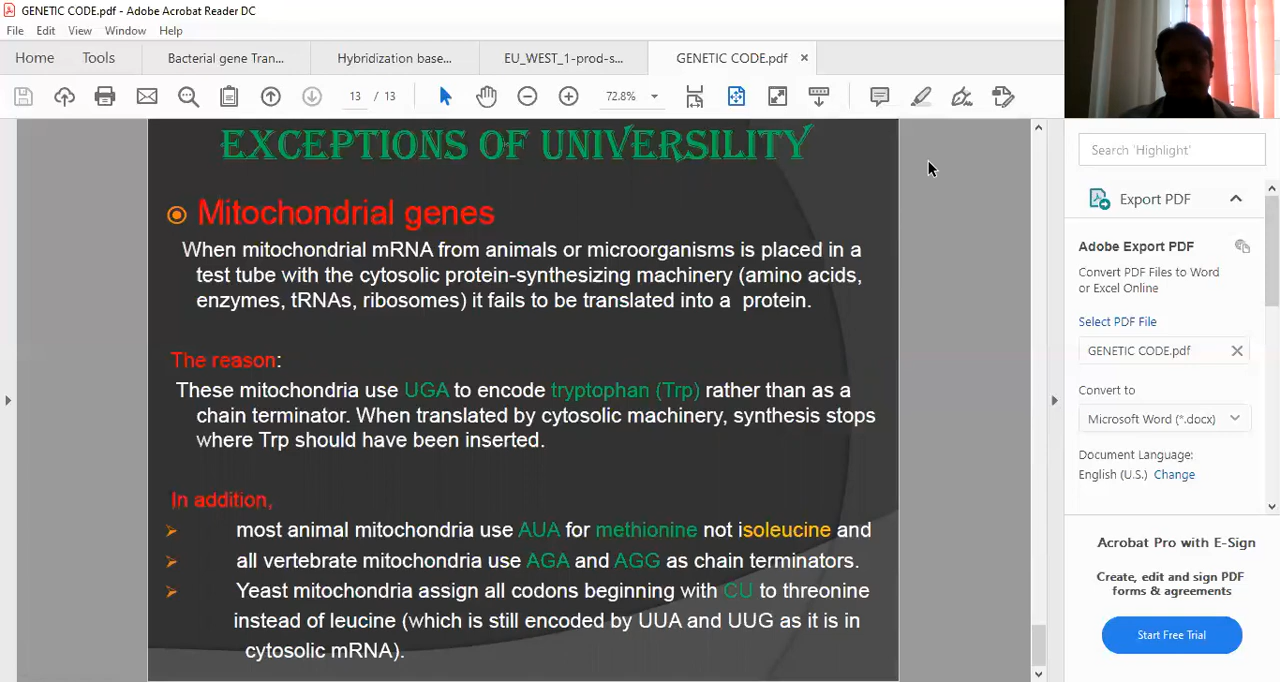 GENETIC CODE.pdf - Adobe Acrobat Reader DC
File Edit View Window Help
Home Tools Bacterial gene Tran... Hybridization base... EU_WEST_1-prod-s... GENETIC CODE.pdf ×
13 / 13 72.8%
EXCEPTIONS OF UNIVERSILITY
Mitochondrial genes
When mitochondrial mRNA from animals or microorganisms is placed in a
test tube with the cytosolic protein-synthesizing machinery (amino acids,
enzymes, tRNAs, ribosomes) it fails to be translated into a protein.
The reason:
These mitochondria use UGA to encode tryptophan (Trp) rather than as a
chain terminator. When translated by cytosolic machinery, synthesis stops
where Trp should have been inserted.
In addition,
most animal mitochondria use AUA for methionine not isoleucine and
all vertebrate mitochondria use AGA and AGG as chain terminators.
Yeast mitochondria assign all codons beginning with CU to threonine
instead of leucine (which is still encoded by UUA and UUG as it is in
cytosolic mRNA).
Search 'Highlight'
Export PDF
Adobe Export PDF
Convert PDF Files to Word
or Excel Online
Select PDF File
GENETIC CODE.pdf
Convert to
Microsoft Word (*.docx)
Document Language:
English (U.S.) Change
Acrobat Pro with E-Sign
Create, edit and sign PDF
forms & agreements
Start Free Trial